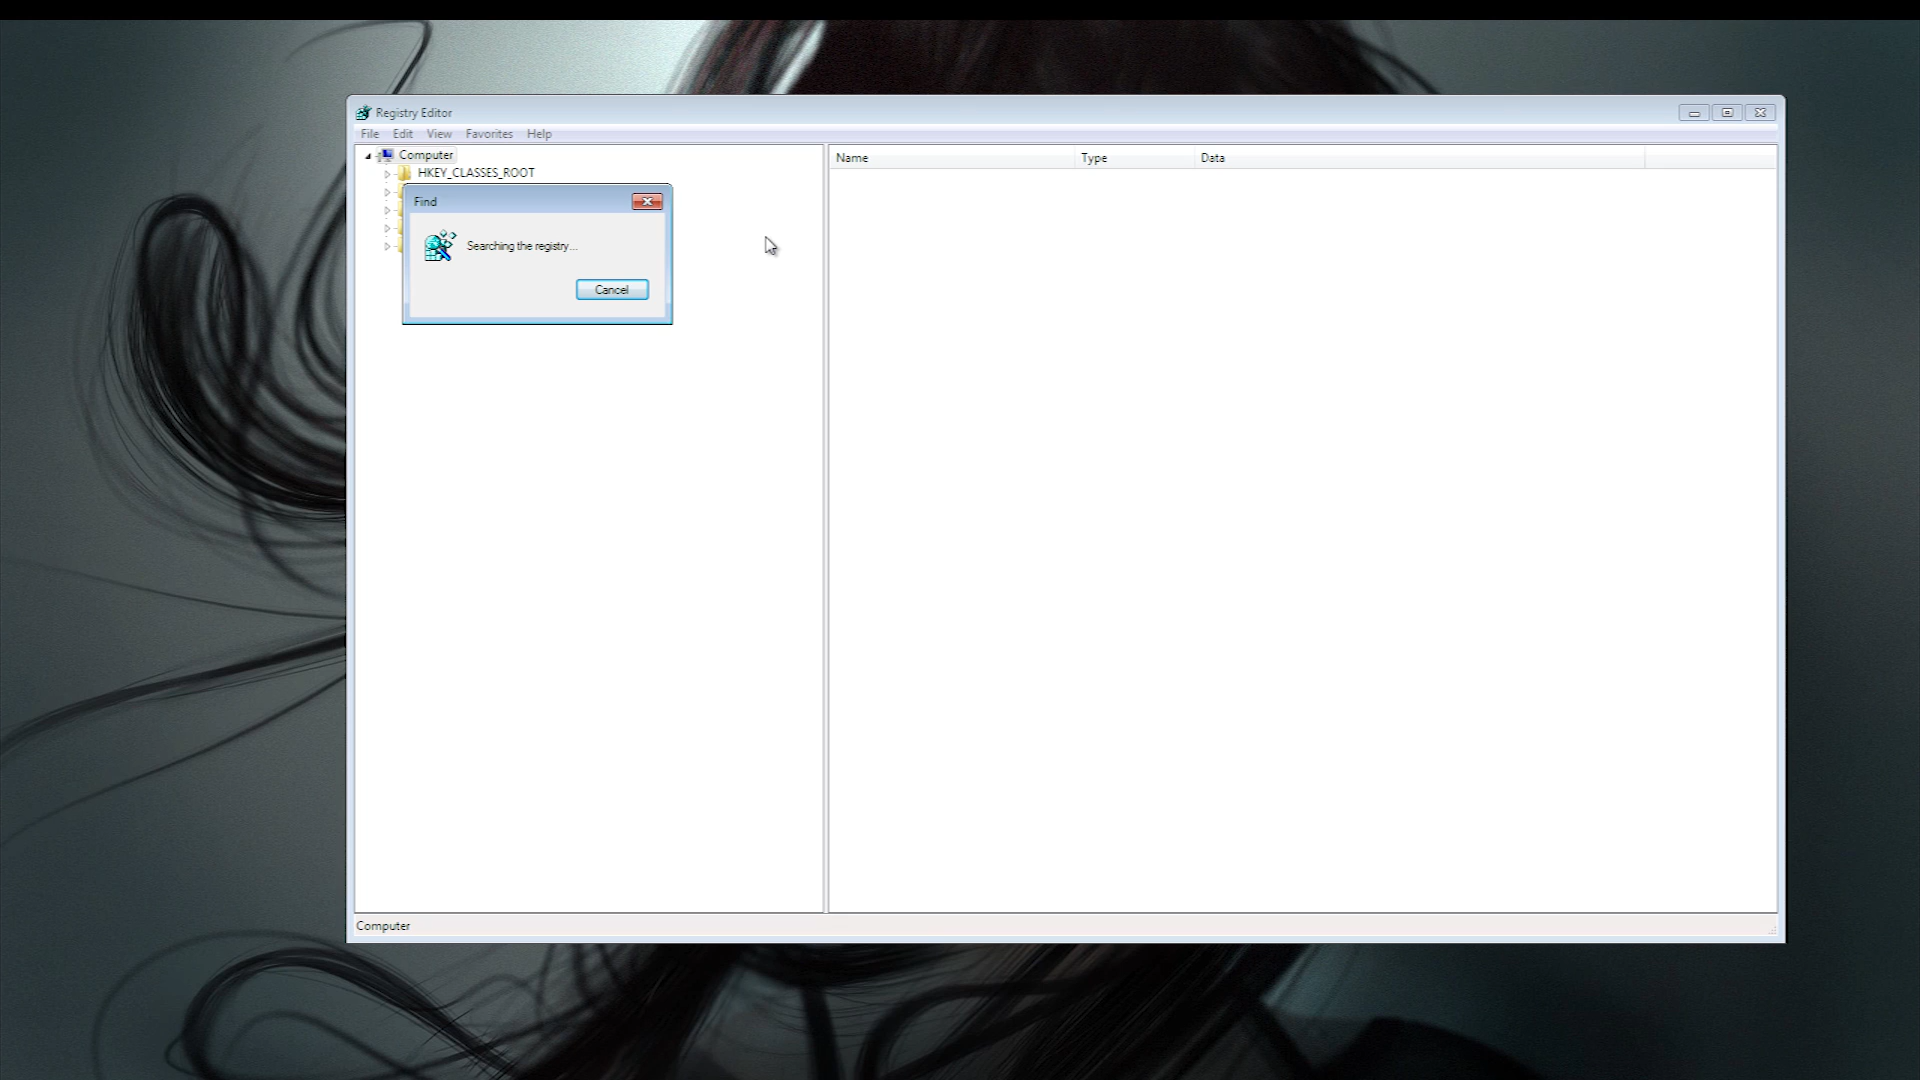 Registry Editor
File Edit View Favorites Help
Computer
HKEY_CLASSES_ROOT
Name Type Data
Find
Searching the registry...
Cancel
Computer